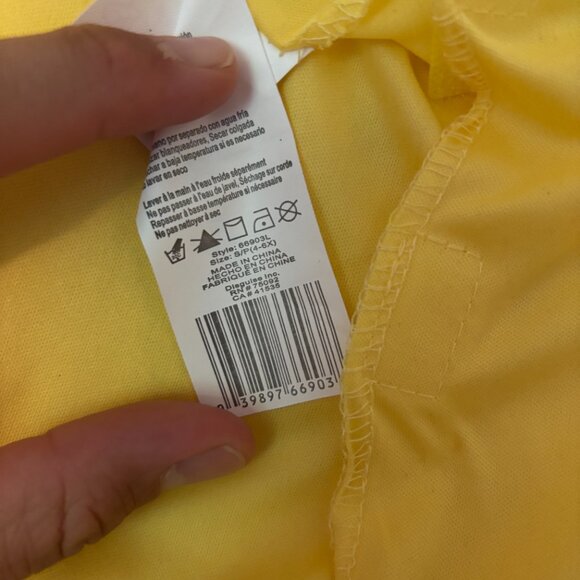 por separado con agua fría
blanqueadores, Secar colgada
a baja temperatura si es necesario
lavar en seco
Laver à la main à l'eau froide séparément
Ne pas passer à l'eau de javel, Séchage sur corde
Repasser à basse température si nécessaire
Ne pas nettoyer à sec
Style: 66903L
Size: S/P(4-6X)
MADE IN CHINA
HECHO EN CHINA
FABRIQUÉ EN CHINE
Disguise Inc.
RN# 75092
CA# 41535
0 39897 66903